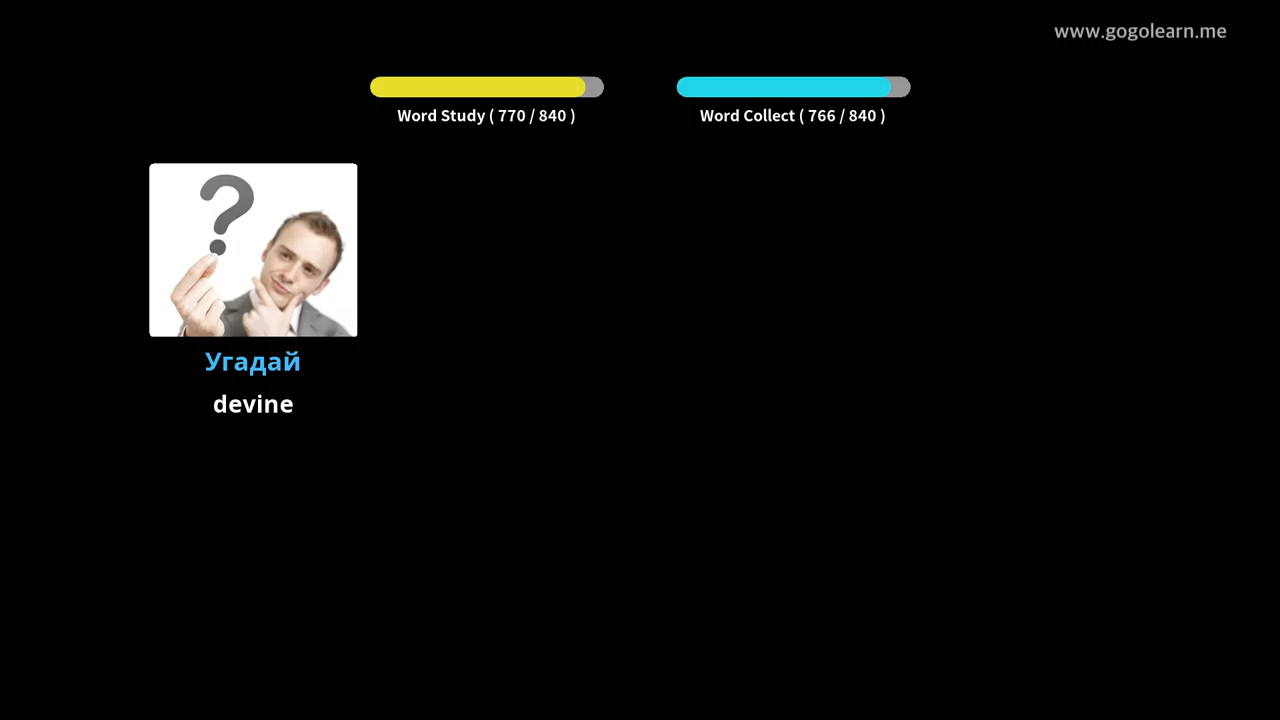 www.gogolearn.me
Word Study ( 770 / 840 )
Word Collect ( 766 / 840 )
?
Угадай
devine